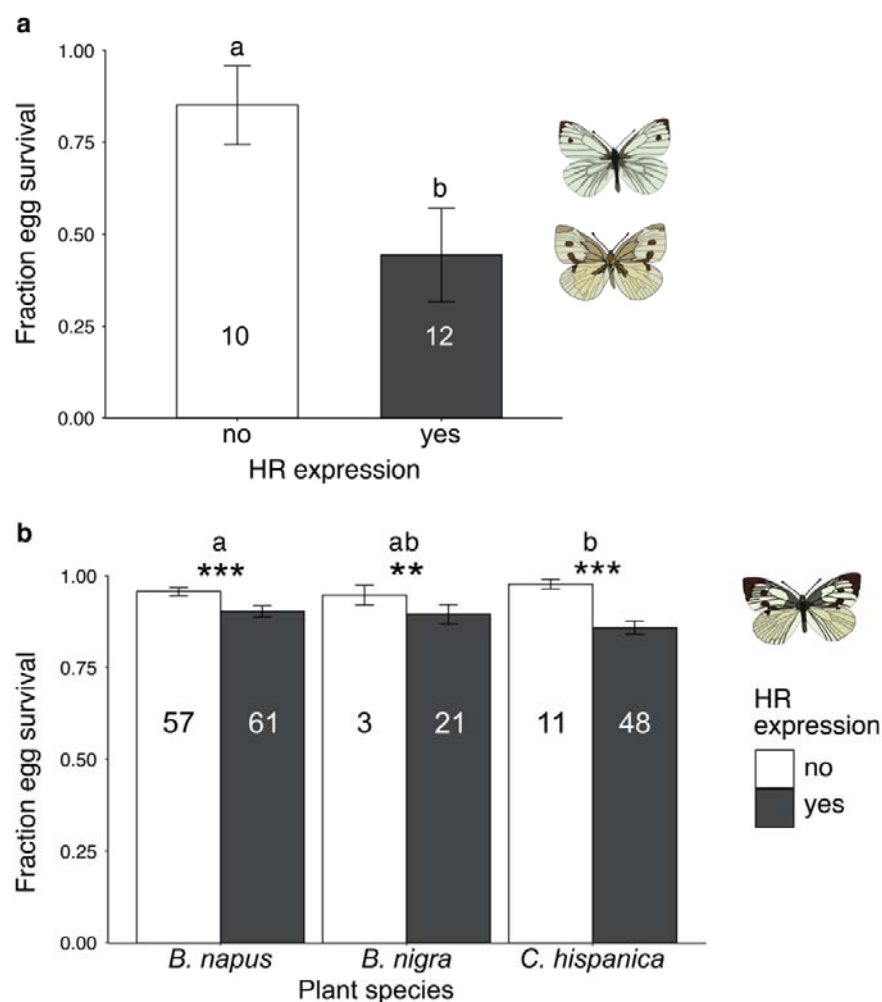 a
1.00
0.75
0.50
0.25
0.00
Fraction egg survival
a
b
10
12
no
yes
HR expression
b
1.00
0.75
0.50
0.25
0.00
Fraction egg survival
a
ab
b
***
**
***
57
61
3
21
11
48
B. napus
B. nigra
C. hispanica
Plant species
HR
expression
no
yes